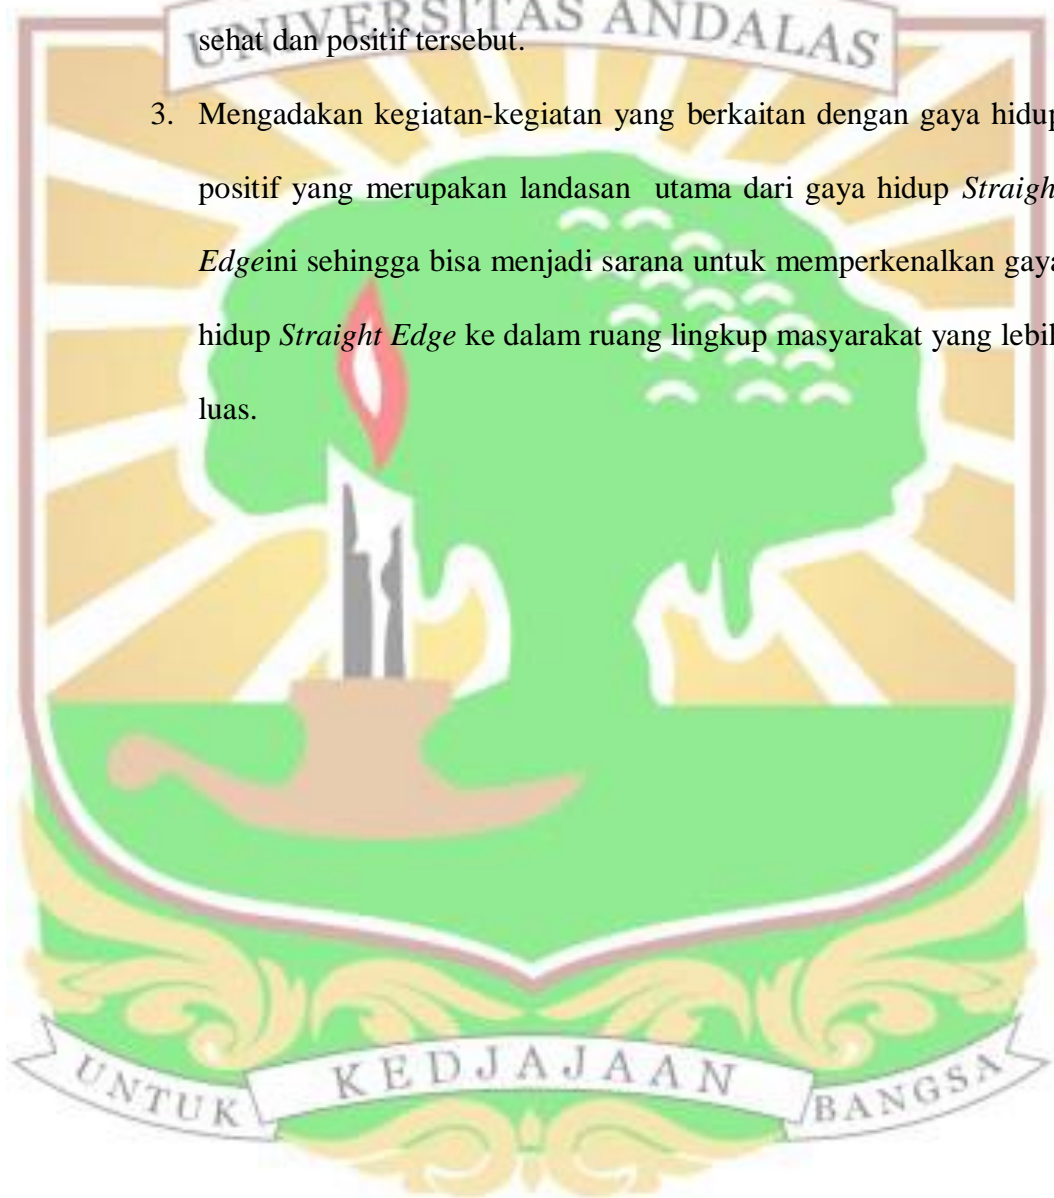 UNIVERSITAS ANDALAS
sehat dan positif tersebut.
3. Mengadakan kegiatan-kegiatan yang berkaitan dengan gaya hidup
positif yang merupakan landasan utama dari gaya hidup Straigh
Edgeini sehingga bisa menjadi sarana untuk memperkenalkan gaya
hidup Straight Edge ke dalam ruang lingkup masyarakat yang lebih
luas.
UNTUK KEDJAJAAN BANGSA